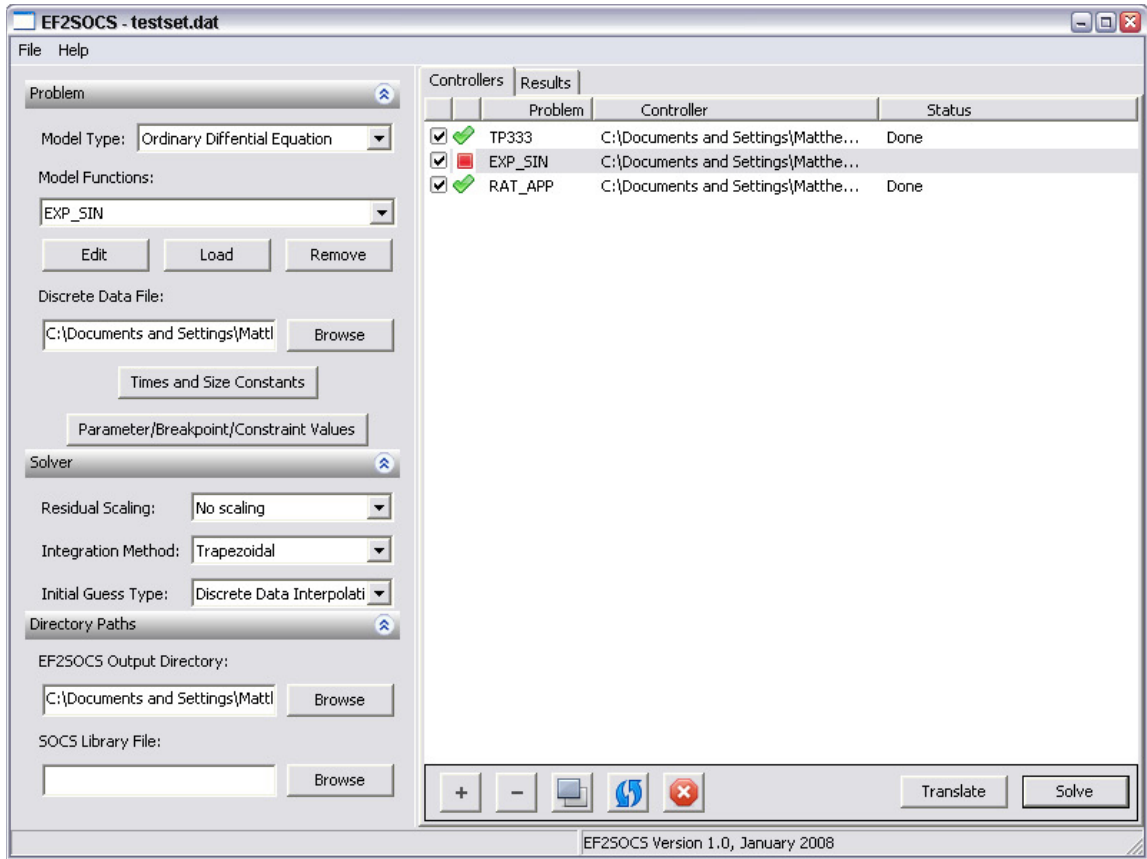 EF2SOCS - testset.dat
File Help
Problem
Model Type: Ordinary Diffential Equation
Model Functions:
EXP_SIN
Edit Load Remove
Discrete Data File:
C:\Documents and Settings\Mattl Browse
Times and Size Constants
Parameter/Breakpoint/Constraint Values
Solver
Residual Scaling: No scaling
Integration Method: Trapezoidal
Initial Guess Type: Discrete Data Interpolati
Directory Paths
EF2SOCS Output Directory:
C:\Documents and Settings\Mattl Browse
SOCS Library File:
Browse
Controllers Results
Problem Controller Status
TP333 C:\Documents and Settings\Matthe... Done
EXP_SIN C:\Documents and Settings\Matthe...
RAT_APP C:\Documents and Settings\Matthe... Done
+ - Translate Solve
EF2SOCS Version 1.0, January 2008